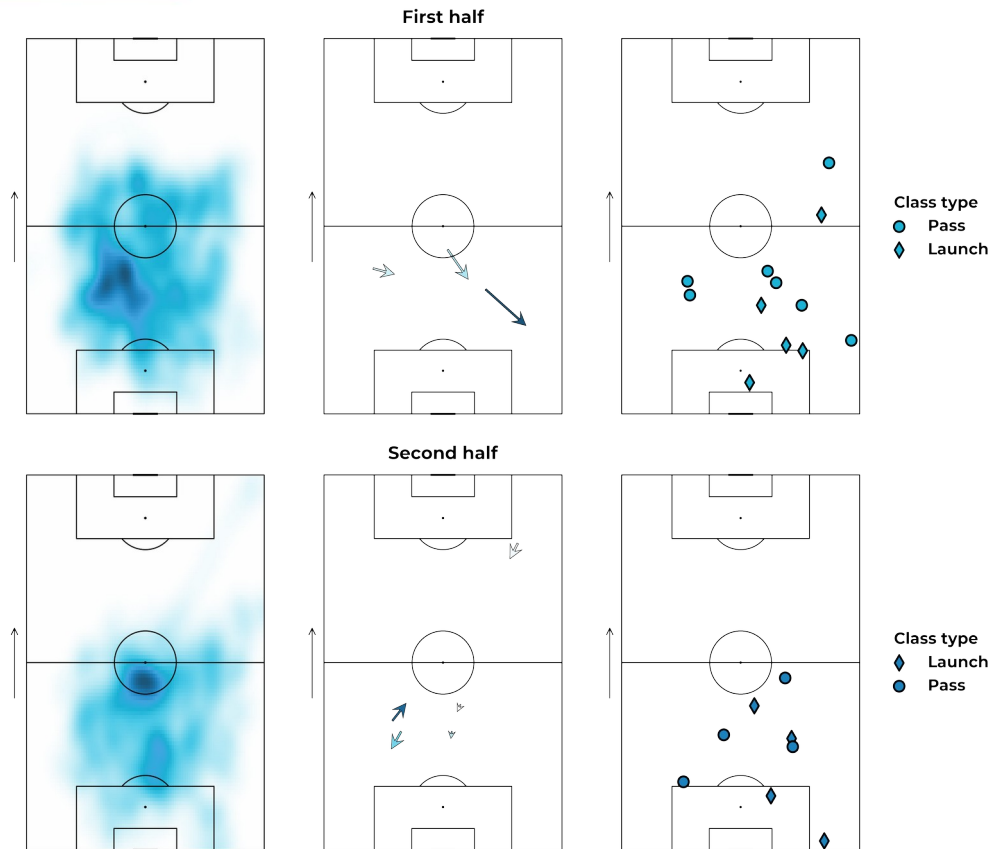 First half
Class type
Pass
Launch
Second half
Class type
Launch
Pass